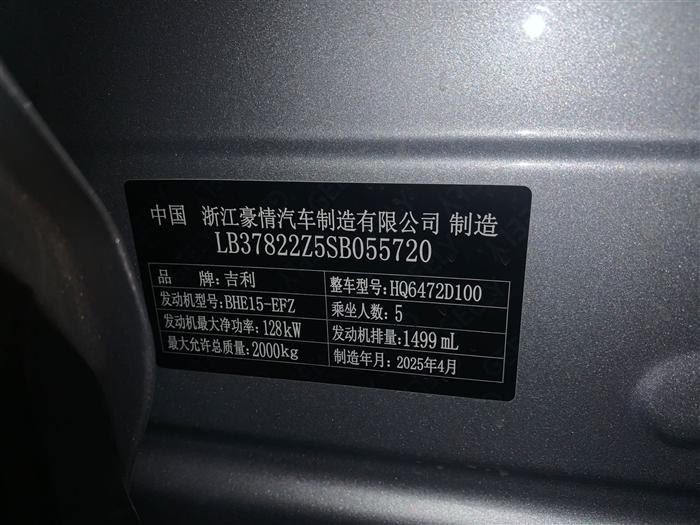 中国 浙江豪情汽车制造有限公司 制造
LB37822Z5SB055720
品 牌:吉利 整车型号:HQ6472D100
发动机型号:BHE15-EFZ 乘坐人数:5
发动机最大净功率:128kW 发动机排量:1499 mL
最大允许总质量:2000kg 制造年月:2025年4月